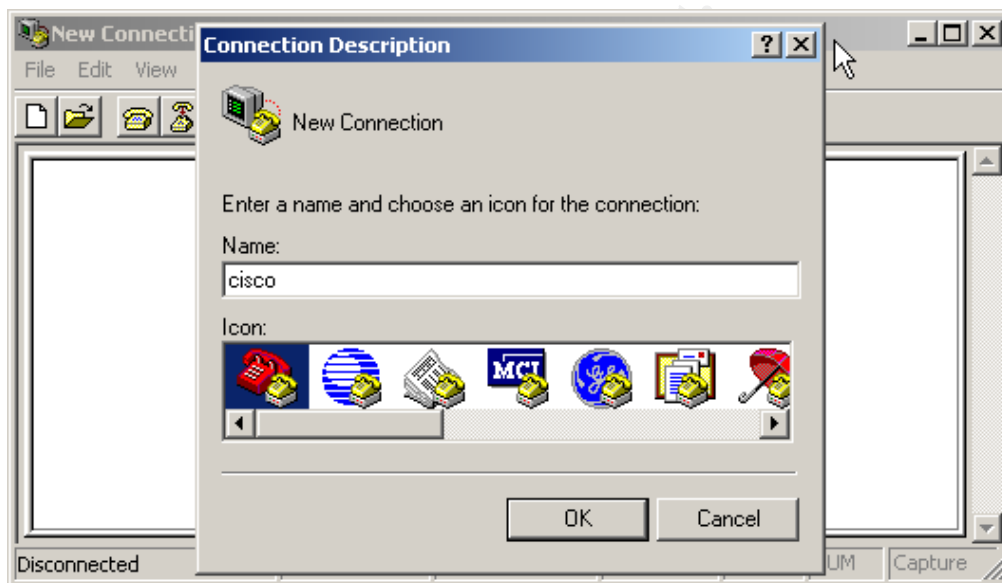 New Connecti
Connection Description
File Edit View
New Connection
Enter a name and choose an icon for the connection:
Name:
cisco
Icon:
MCI
OK Cancel
Disconnected
UM
Capture